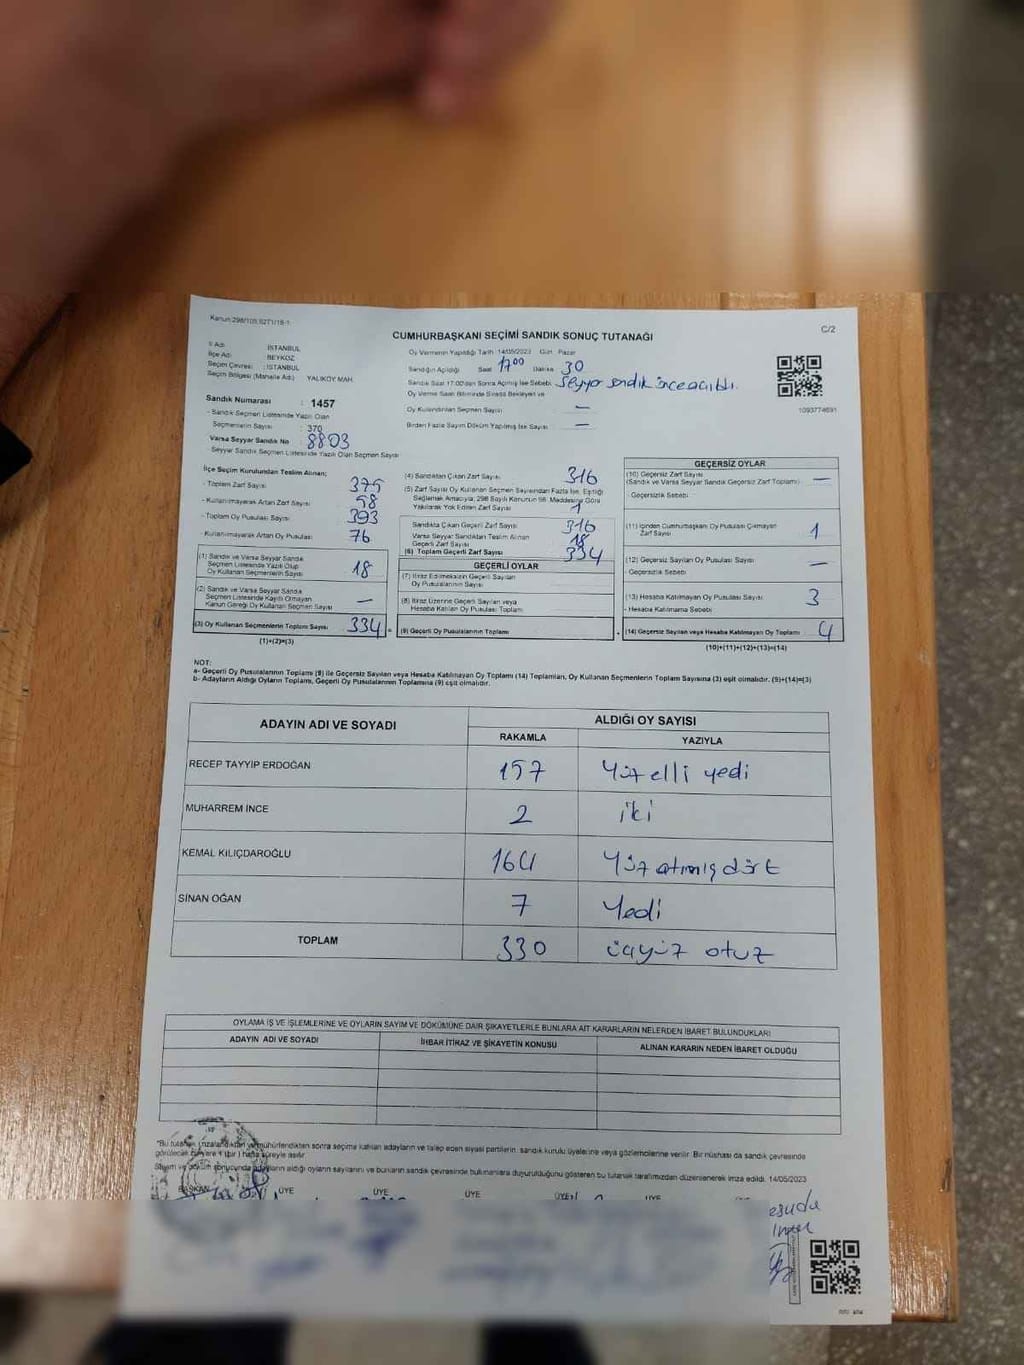 Kanun:298/105,6271/18-1
C/2
CUMHURBAŞKANI SEÇİMİ SANDIK SONUÇ TUTANAĞI
İl Adı : İSTANBUL
İlçe Adı : BEYKOZ
Seçim Çevresi : İSTANBUL
Seçim Bölgesi (Mahalle Adı) YALIKÖY MAH.
Oy Vermenin Yapıldığı Tarih :14/05/2023 Gün Pazar
Sandığın Açıldığı Saat 17 00 Dakika 30
Sandık Saat 17:00'den Sonra Açılmış İse Sebebi Seyyar sandık önce açıldı.
Oy Verme Saati Bitiminde Sırada Bekleyen ve
Oy Kullandırılan Seçmen Sayısı —
Birden Fazla Sayım Döküm Yapılmış İse Sayısı —
1093774691
Sandık Numarası : 1457
- Sandık Seçmen Listesinde Yazılı Olan
Seçmenlerin Sayısı : 370
Varsa Seyyar Sandık No : 8803
- Seyyar Sandık Seçmen Listesinde Yazılı Olan Seçmen Sayısı
İlçe Seçim Kurulundan Teslim Alınan;
- Toplam Zarf Sayısı 375
- Kullanılmayarak Artan Zarf Sayısı 58
- Toplam Oy Pusulası Sayısı 393
- Kullanılmayarak Artan Oy Pusulası 76
(1) Sandık ve Varsa Seyyar Sandık
Seçmen Listesinde Yazılı Olup
Oy Kullanan Seçmenlerin Sayısı 18
(2) Sandık ve Varsa Seyyar Sandık
Seçmen Listesinde Kayıtlı Olmayan
Kanun Gereği Oy Kullanan Seçmen Sayısı —
(3) Oy Kullanan Seçmenlerin Toplam Sayısı 334
(1)+(2)=(3)
(4) Sandıktan Çıkan Zarf Sayısı 316
(5) Zarf Sayısı Oy Kullanan Seçmen Sayısından Fazla İse, Eşitliği
Sağlamak Amacıyla; 298 Sayılı Kanunun 98. Maddesine Göre
Yakılarak Yok Edilen Zarf Sayısı 1
Sandıkta Çıkan Geçerli Zarf Sayısı 316
Varsa Seyyar Sandıktan Teslim Alınan
Geçerli Zarf Sayısı 18
(6) Toplam Geçerli Zarf Sayısı 334
GEÇERLİ OYLAR
(7) İtiraz Edilmeksizin Geçerli Sayılan
Oy Pusulalarının Sayısı
(8) İtiraz Üzerine Geçerli Sayılan veya
Hesaba Katılan Oy Pusulası Toplamı
(9) Geçerli Oy Pusulalarının Toplamı
GEÇERSİZ OYLAR
(10) Geçersiz Zarf Sayısı
(Sandık ve Varsa Seyyar Sandık Geçersiz Zarf Toplamı) —
Geçersizlik Sebebi
(11) İçinden Cumhurbaşkanı Oy Pusulası Çıkmayan
Zarf Sayısı 1
(12) Geçersiz Sayılan Oy Pusulası Sayısı —
- Geçersizlik Sebebi
(13) Hesaba Katılmayan Oy Pusulası Sayısı 3
- Hesaba Katılmama Sebebi
(14) Geçersiz Sayılan veya Hesaba Katılmayan Oy Toplamı 4
(10)+(11)+(12)+(13)=(14)
NOT:
a- Geçerli Oy Pusulalarının Toplamı (9) ile Geçersiz Sayılan veya Hesaba Katılmayan Oy Toplamı (14) Toplamları, Oy Kullanan Seçmenlerin Toplam Sayısına (3) eşit olmalıdır. (9)+(14)=(3)
b- Adayların Aldığı Oyların Toplamı, Geçerli Oy Pusulalarının Toplamına (9) eşit olmalıdır.
ADAYIN ADI VE SOYADI ALDIĞI OY SAYISI
RAKAMLA YAZIYLA
RECEP TAYYİP ERDOĞAN 157 Yüz elli yedi
MUHARREM İNCE 2 iki
KEMAL KILIÇDAROĞLU 164 Yüz atmış dört
SİNAN OĞAN 7 Yedi
TOPLAM 330 üçyüz otuz
OYLAMA İŞ VE İŞLEMLERİNE VE OYLARIN SAYIM VE DÖKÜMÜNE DAİR ŞİKAYETLERLE BUNLARA AİT KARARLARIN NELERDEN İBARET BULUNDUKLARI
ADAYIN ADI VE SOYADI İHBAR İTİRAZ VE ŞİKAYETİN KONUSU ALINAN KARARIN NEDEN İBARET OLDUĞU
*Bu tutanak imzalandıktan ve mühürlendikten sonra seçime katılan adayların ve talep eden siyasi partilerin sandık kurulu üyelerine veya gözlemcilerine verilir. Bir nüshası da sandık çevresinde
görülecek bir yere 1 (bir) hafta süreyle asılır.
Sayım ve döküm sonucunda adayların aldığı oyların sayılarını ve bunların sandık çevresinde bulunanlara duyurulduğunu gösteren bu tutanak tarafımızdan düzenlenerek imza edildi. 14/05/2023
BAŞKAN ÜYE ÜYE ÜYE ÜYE ÜYE